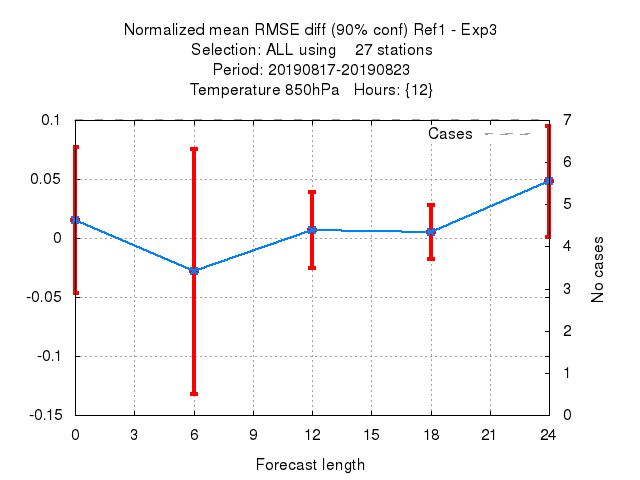 Normalized mean RMSE diff (90% conf) Ref1 - Exp3
Selection: ALL using    27 stations
Period: 20190817-20190823
Temperature 850hPa   Hours: {12}
0.1
0.05
0
-0.05
-0.1
-0.15
Cases
7
6
5
4
3
2
1
0
No cases
0 3 6 9 12 15 18 21 24
Forecast length